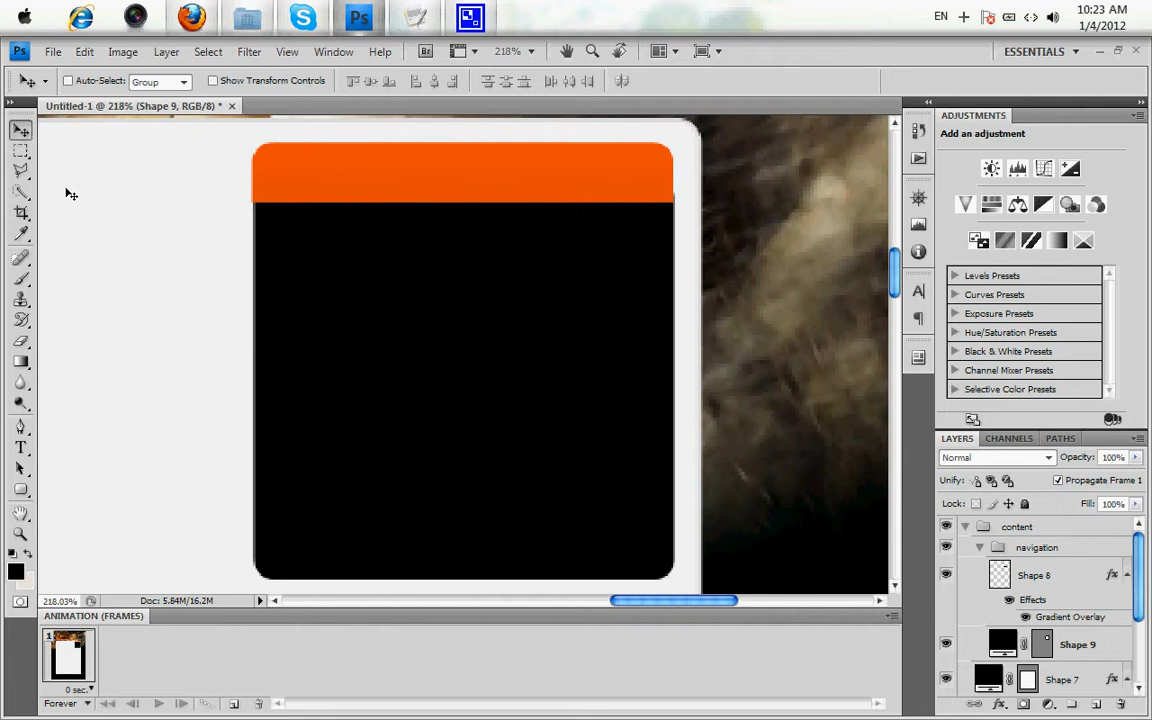 EN
10:23 AM
1/4/2012
Ps File Edit Image Layer Select Filter View Window Help Br 218% ESSENTIALS
Auto-Select: Group Show Transform Controls
Untitled-1 @ 218% (Shape 9, RGB/8) *
ADJUSTMENTS
Add an adjustment
Levels Presets
Curves Presets
Exposure Presets
Hue/Saturation Presets
Black & White Presets
Channel Mixer Presets
Selective Color Presets
LAYERS CHANNELS PATHS
Normal Opacity: 100%
Unify: Propagate Frame 1
Lock: Fill: 100%
content
navigation
Shape 8 fx
Effects
Gradient Overlay
Shape 9
Shape 7 fx
218.03% Doc: 5.84M/16.2M
ANIMATION (FRAMES)
1
0 sec.
Forever